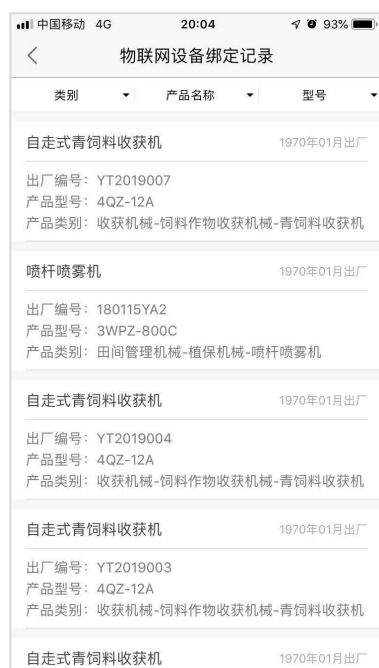 中国移动 4G 20:04 93%
物联网设备绑定记录
类别 产品名称 型号
自走式青饲料收获机 1970年01月出厂
出厂编号：YT2019007
产品型号：4QZ-12A
产品类别：收获机械-饲料作物收获机械-青饲料收获机
喷杆喷雾机 1970年01月出厂
出厂编号：180115YA2
产品型号：3WPZ-800C
产品类别：田间管理机械-植保机械-喷杆喷雾机
自走式青饲料收获机 1970年01月出厂
出厂编号：YT2019004
产品型号：4QZ-12A
产品类别：收获机械-饲料作物收获机械-青饲料收获机
自走式青饲料收获机 1970年01月出厂
出厂编号：YT2019003
产品型号：4QZ-12A
产品类别：收获机械-饲料作物收获机械-青饲料收获机
自走式青饲料收获机 1970年01月出厂